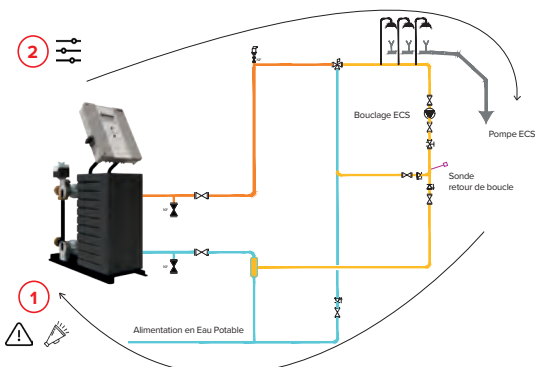 2
Bouclage ECS
Pompe ECS
Sonde
retour de boucle
1
Alimentation en Eau Potable